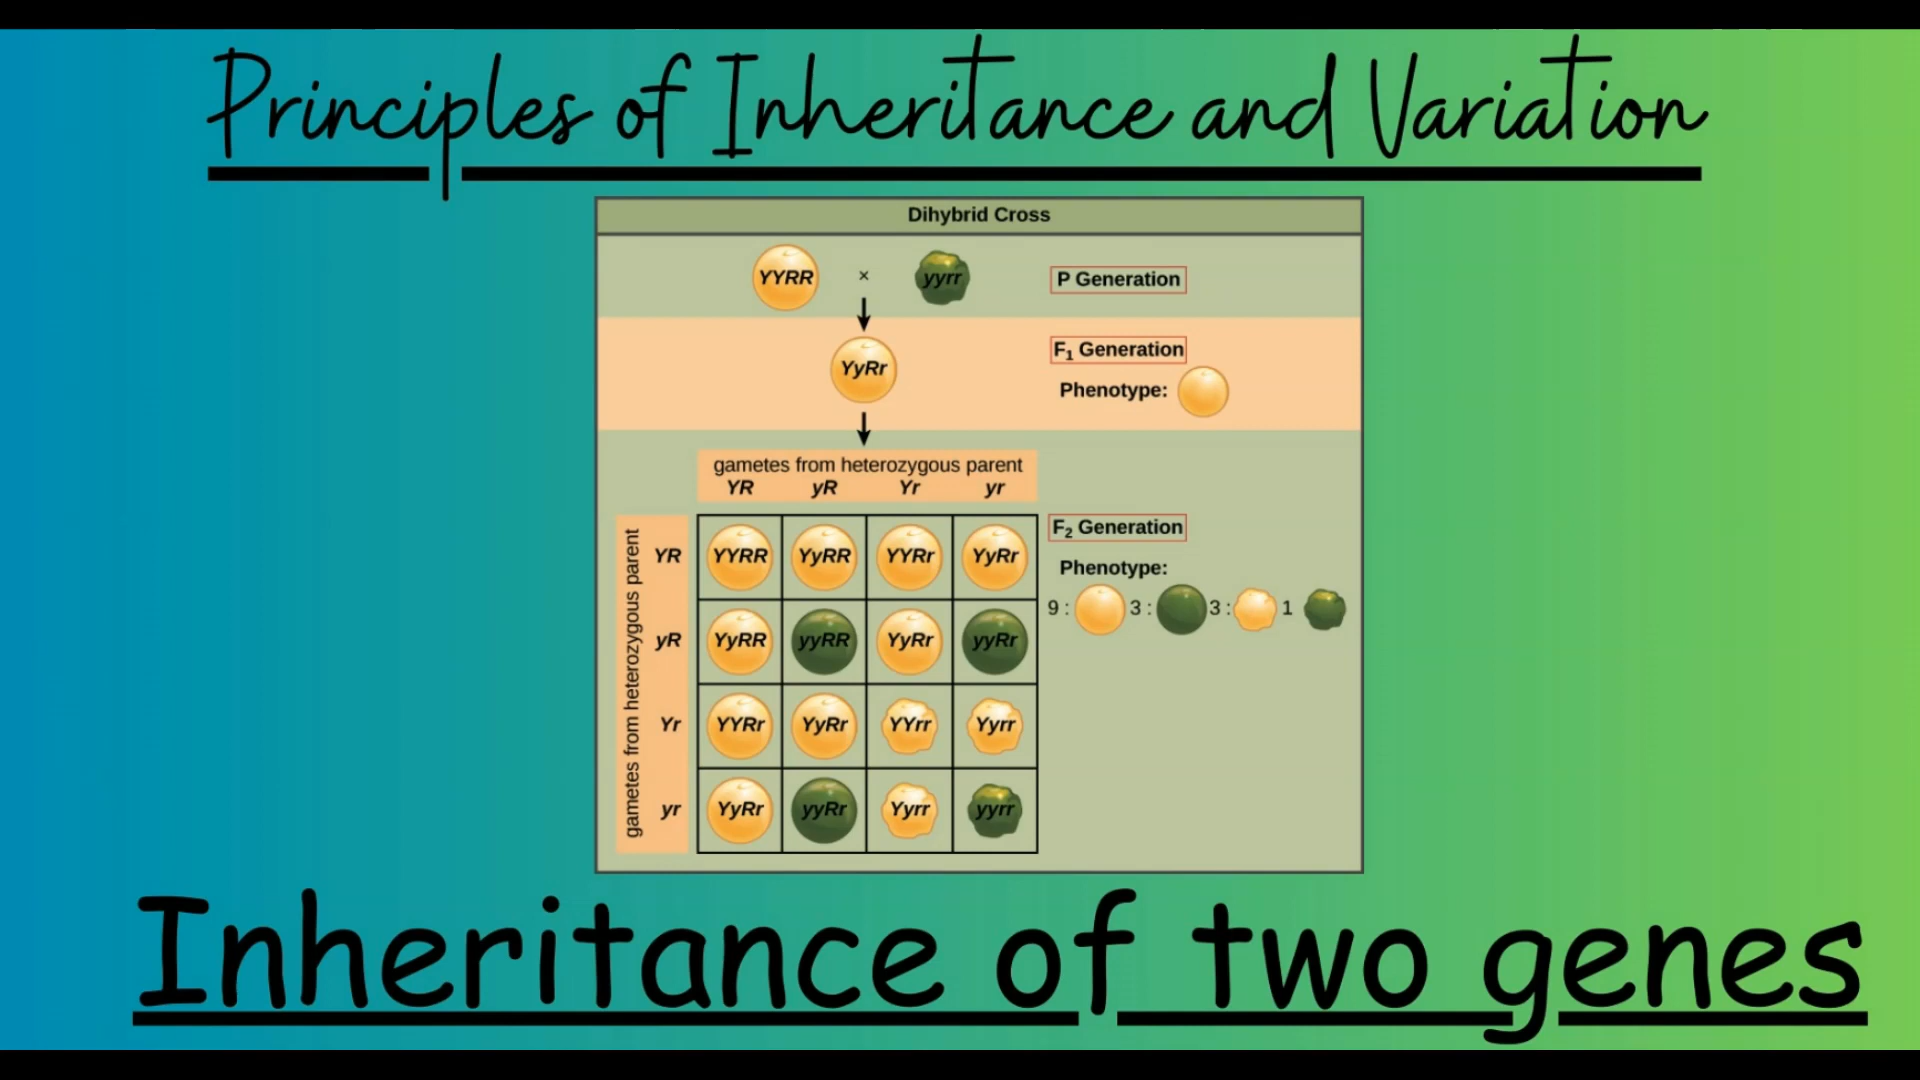 Principles of Inheritance and Variation
Dihybrid Cross
YYRR × yyrr P Generation
YyRr
F1 Generation
Phenotype:
gametes from heterozygous parent
YR yR Yr yr
gametes from heterozygous parent
YR YYRR YyRR YYRr YyRr
yR YyRR yyRR YyRr yyRr
Yr YYRr YyRr YYrr Yyrr
yr YyRr yyRr Yyrr yyrr
F2 Generation
Phenotype:
9 : 3 : 3 : 1
Inheritance of two genes